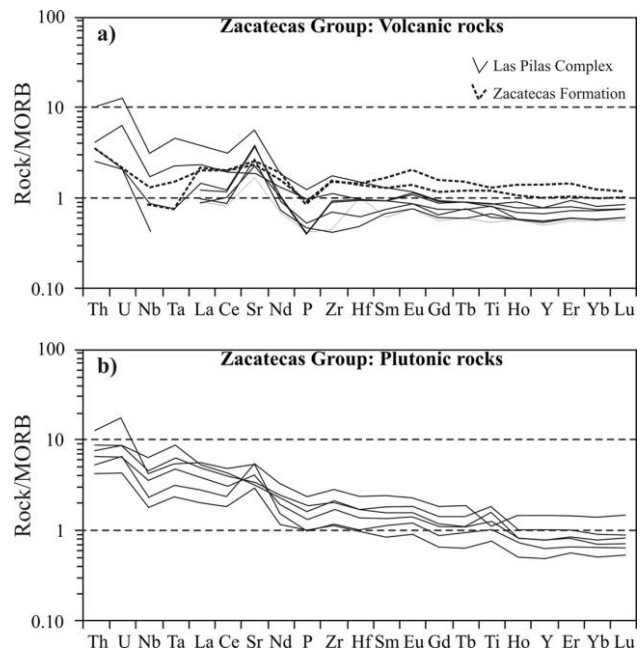 Zacatecas Group: Volcanic rocks
a)
Las Pilas Complex
Zacatecas Formation
Rock/MORB
100
10
1
0.10
Th U Nb Ta La Ce Sr Nd P Zr Hf Sm Eu Gd Tb Ti Ho Y Er Yb Lu
Zacatecas Group: Plutonic rocks
b)
Rock/MORB
100
10
1
0.10
Th U Nb Ta La Ce Sr Nd P Zr Hf Sm Eu Gd Tb Ti Ho Y Er Yb Lu